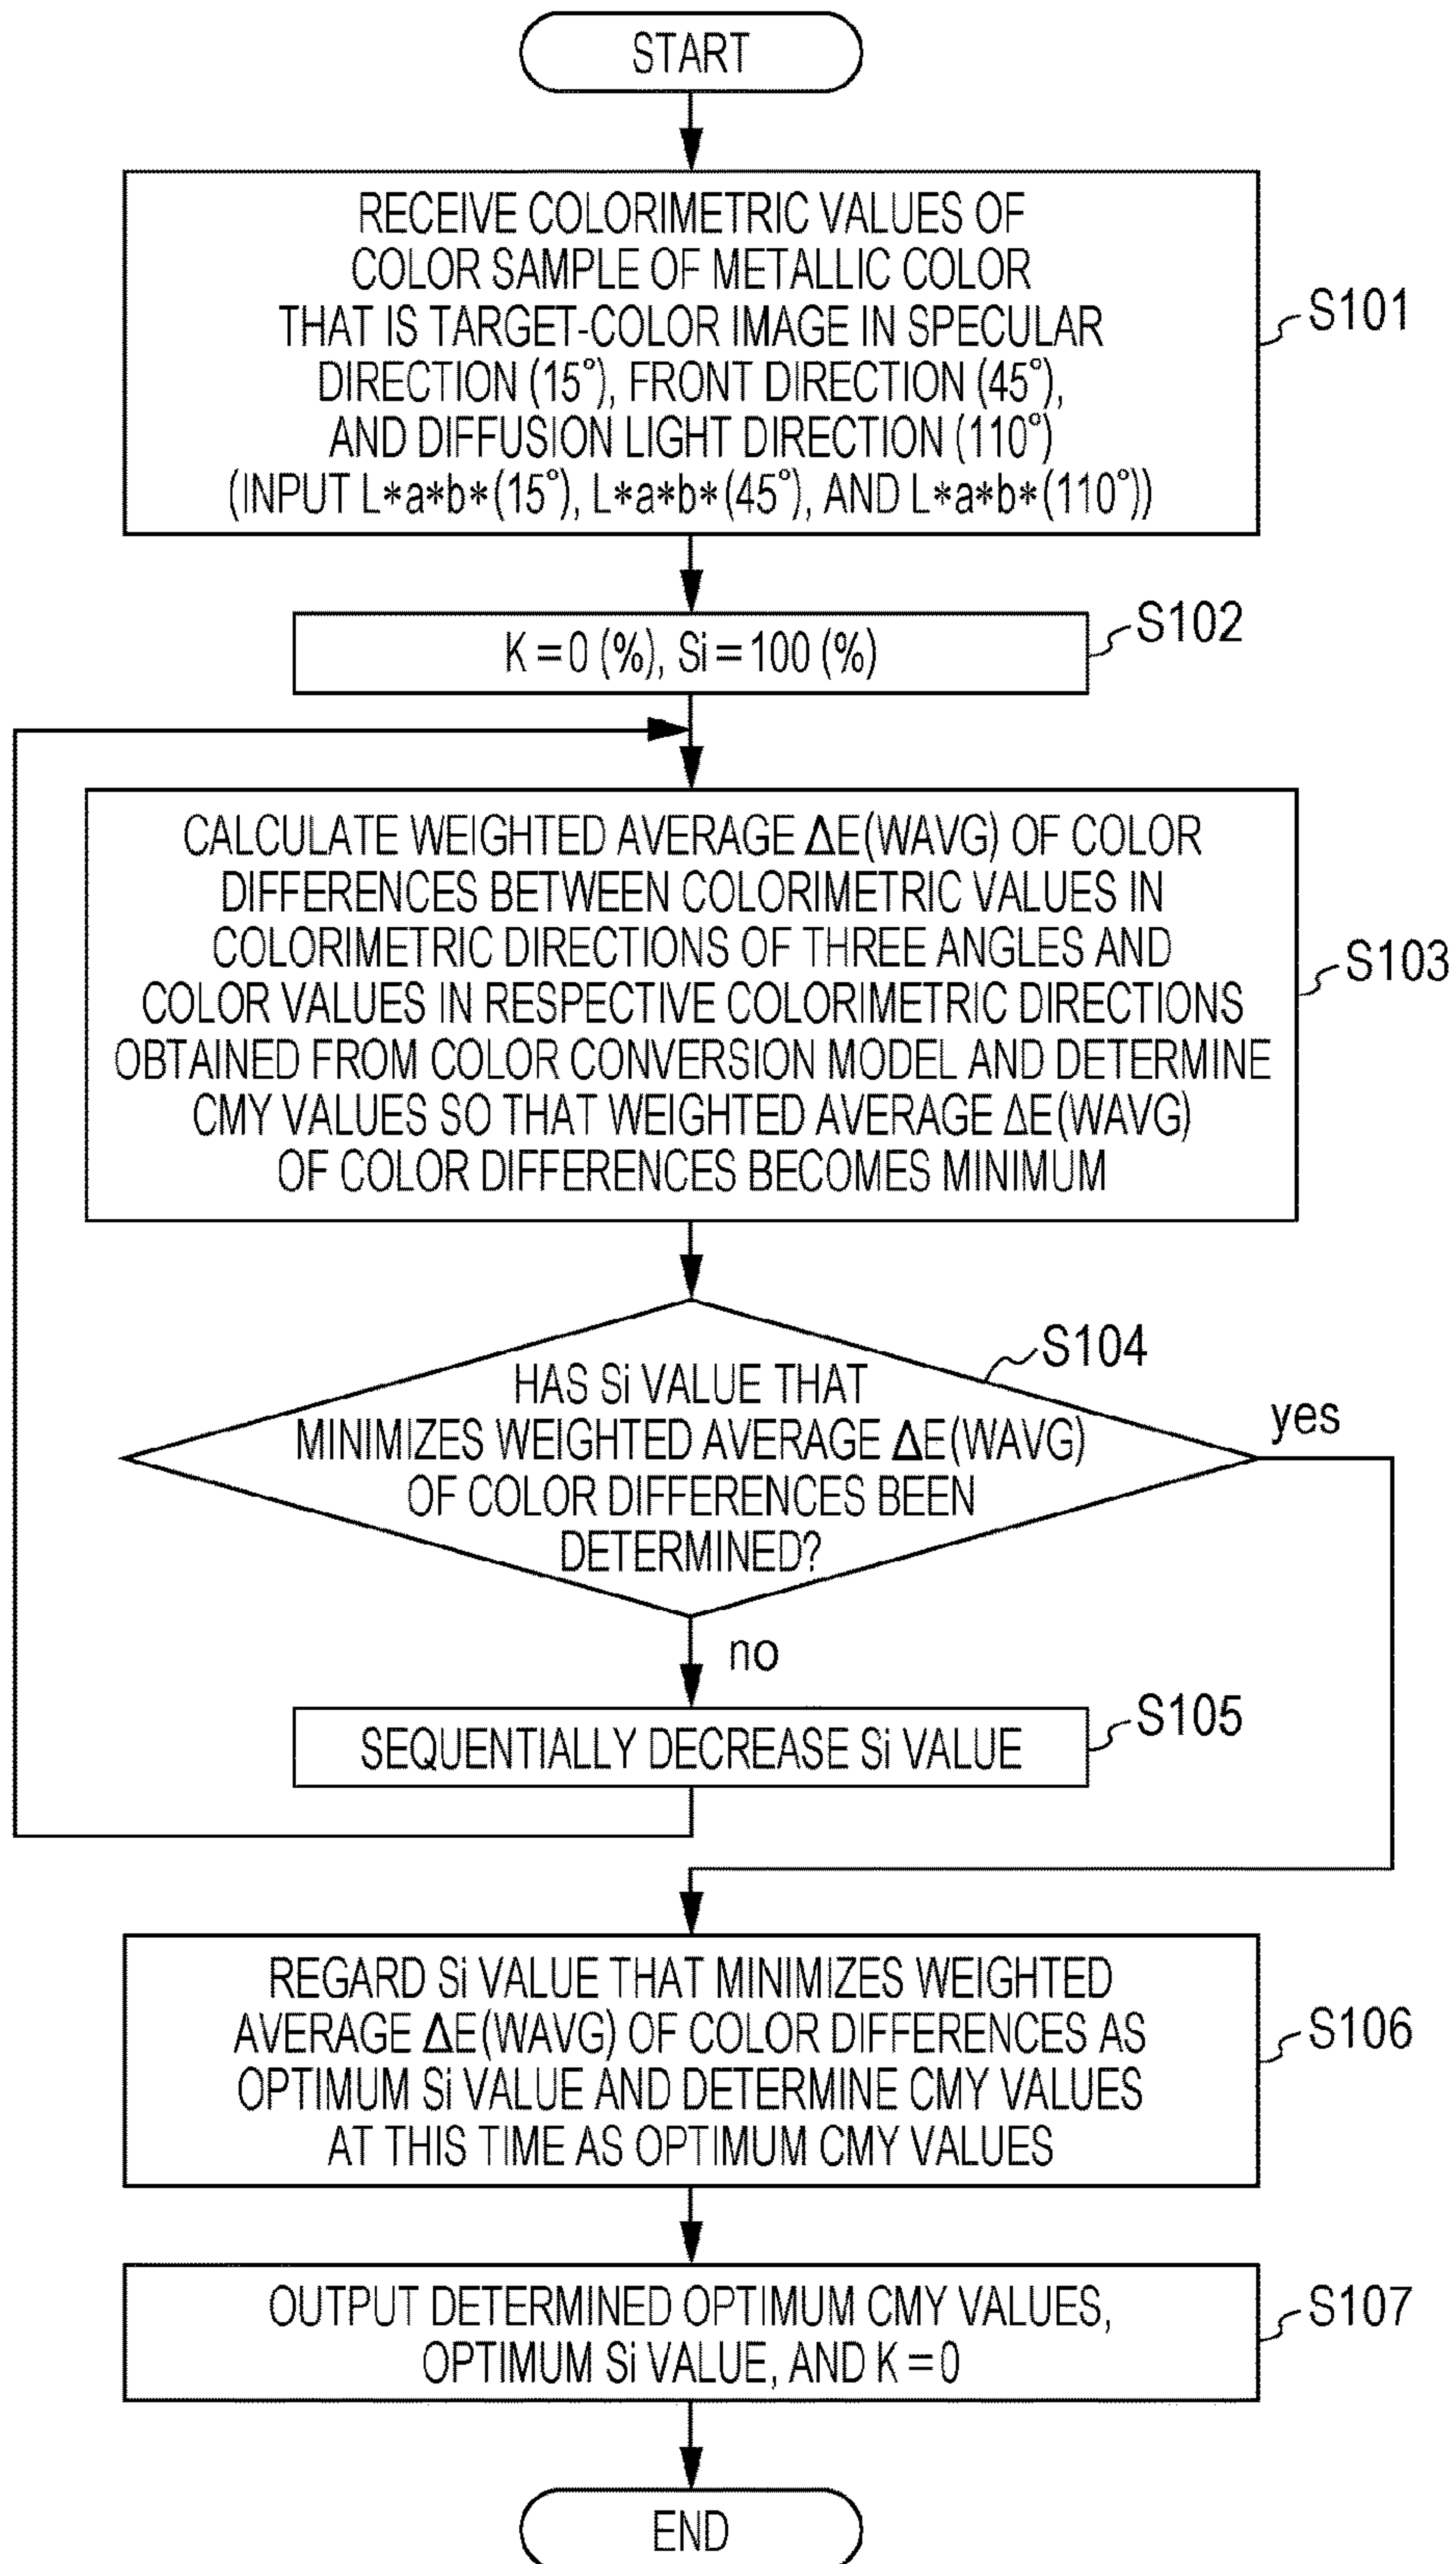 START
RECEIVE COLORIMETRIC VALUES OF
COLOR SAMPLE OF METALLIC COLOR
THAT IS TARGET-COLOR IMAGE IN SPECULAR
DIRECTION (15°), FRONT DIRECTION (45°),
AND DIFFUSION LIGHT DIRECTION (110°)
(INPUT L*a*b*(15°), L*a*b*(45°), AND L*a*b*(110°))
S101
K=0 (%), Si=100 (%)
S102
CALCULATE WEIGHTED AVERAGE ΔE(WAVG) OF COLOR
DIFFERENCES BETWEEN COLORIMETRIC VALUES IN
COLORIMETRIC DIRECTIONS OF THREE ANGLES AND
COLOR VALUES IN RESPECTIVE COLORIMETRIC DIRECTIONS
OBTAINED FROM COLOR CONVERSION MODEL AND DETERMINE
CMY VALUES SO THAT WEIGHTED AVERAGE ΔE(WAVG)
OF COLOR DIFFERENCES BECOMES MINIMUM
S103
HAS Si VALUE THAT
MINIMIZES WEIGHTED AVERAGE ΔE(WAVG)
OF COLOR DIFFERENCES BEEN
DETERMINED?
S104
yes
no
SEQUENTIALLY DECREASE Si VALUE
S105
REGARD Si VALUE THAT MINIMIZES WEIGHTED
AVERAGE ΔE(WAVG) OF COLOR DIFFERENCES AS
OPTIMUM Si VALUE AND DETERMINE CMY VALUES
AT THIS TIME AS OPTIMUM CMY VALUES
S106
OUTPUT DETERMINED OPTIMUM CMY VALUES,
OPTIMUM Si VALUE, AND K=0
S107
END